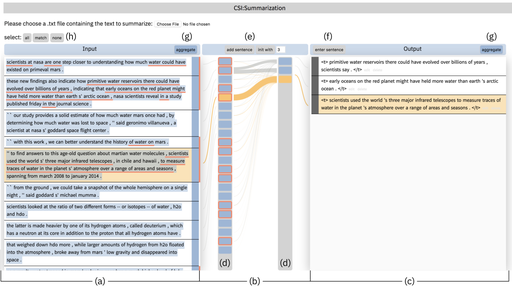 CSI:Summarization
Please choose a .txt file containing the text to summarize: Choose File No file chosen
select: all match none (h) (g) (e) (f) (g)
Input aggregate add sentence init with 3 enter sentence Output aggregate
scientists at nasa are one step closer to understanding how much water could have
existed on primeval mars .
these new findings also indicate how primitive water reservoirs there could have
evolved over billions of years , indicating that early oceans on the red planet might
have held more water than earth 's arctic ocean , nasa scientists reveal in a study
published friday in the journal science .
`` our study provides a solid estimate of how much water mars once had , by
determining how much water was lost to space , '' said geronimo villanueva , a
scientist at nasa 's goddard space flight center .
`` with this work , we can better understand the history of water on mars .
'' to find answers to this age-old question about martian water molecules , scientists
used the world 's three major infrared telescopes , in chile and hawaii , to measure
traces of water in the planet 's atmosphere over a range of areas and seasons ,
spanning from march 2008 to january 2014 .
`` from the ground , we could take a snapshot of the whole hemisphere on a single
night , '' said goddard 's michael mumma .
scientists looked at the ratio of two different forms -- or isotopes -- of water , h2o
and hdo .
the latter is made heavier by one of its hydrogen atoms , called deuterium , which
has a neutron at its core in addition to the proton that all hydrogen atoms have .
that weighed down hdo more , while larger amounts of hydrogen from h2o floated
into the atmosphere , broke away from mars ' low gravity and disappeared into
space .
<t> primitive water reservoirs there could have evolved over billions of years ,
scientists say . </t>
<t> early oceans on the red planet might have held more water than earth 's arctic
ocean . </t>
<t> scientists used the world 's three major infrared telescopes to measure traces of
water in the planet 's atmosphere over a range of areas and seasons . </t>
(d) (d)
(a) (b) (c)